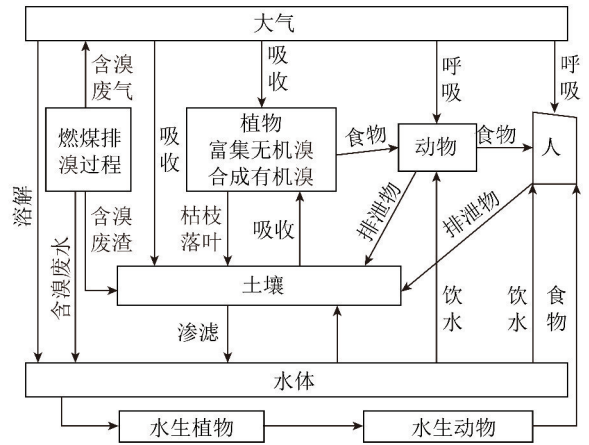 大气
含溴
废气
吸
收
呼
吸
呼
吸
燃煤排
溴过程
吸
收
植物
富集无机溴
合成有机溴
食物
动物
食物
人
溶解
含溴
废渣
含溴废水
枯枝
落叶
吸收
排泄物
排泄物
土壤
渗滤
饮
水
饮
水
食
物
水体
水生植物
水生动物